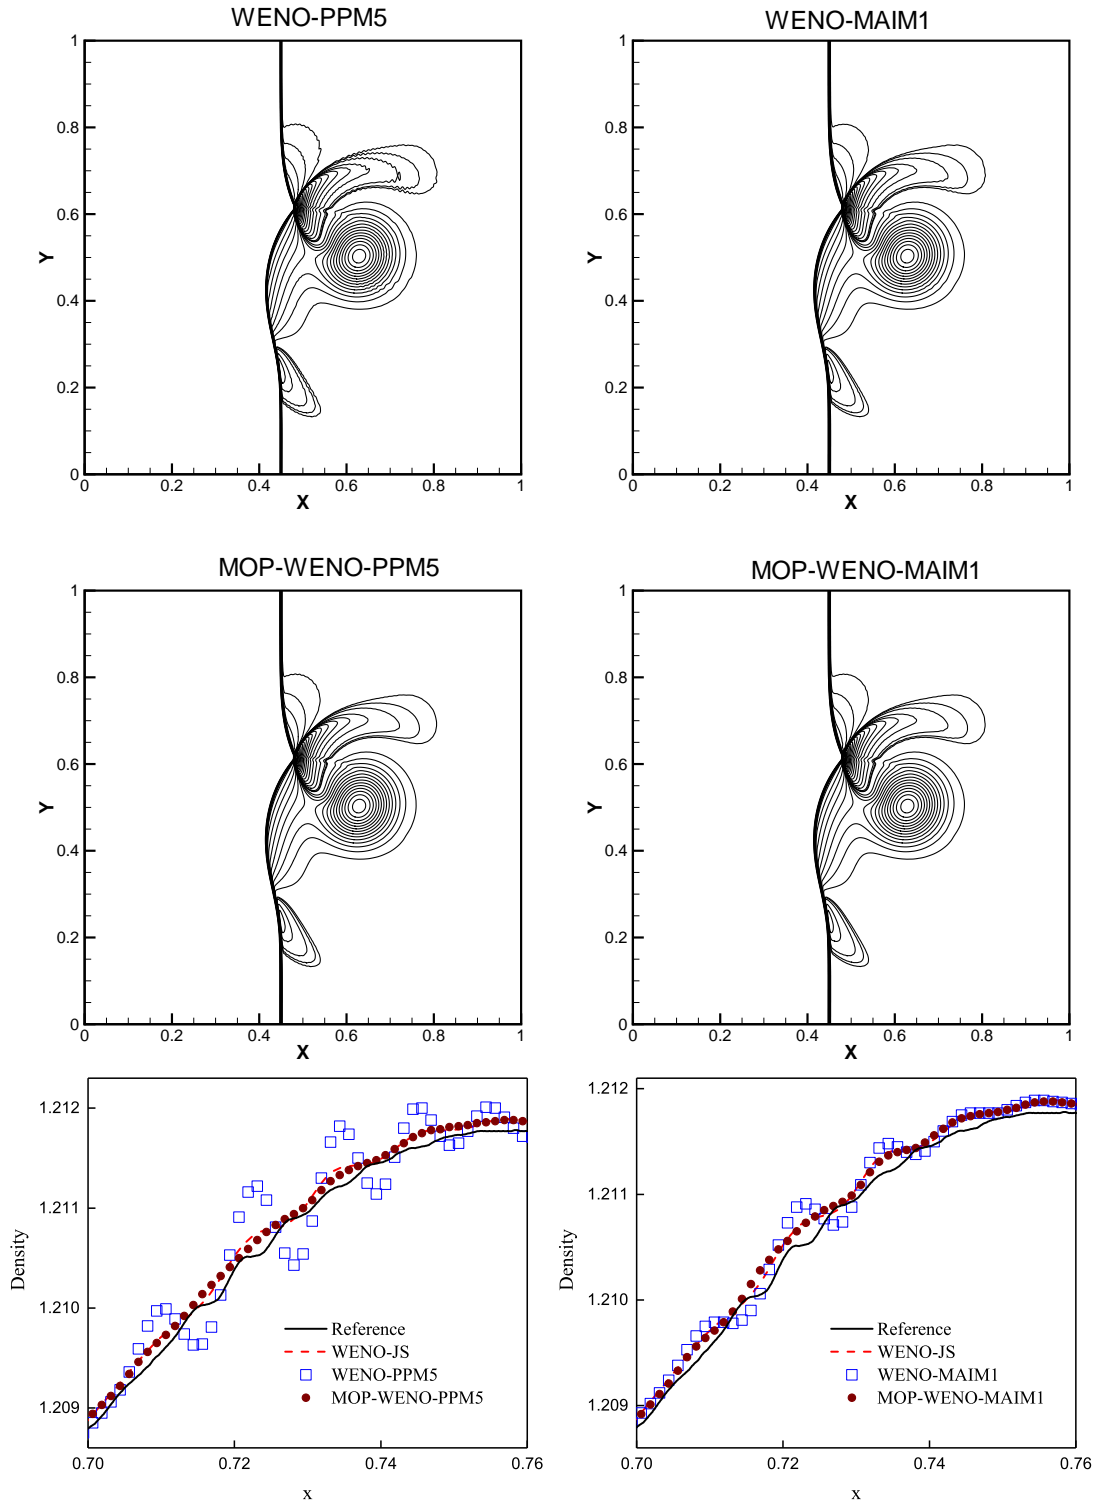 WENO-PPM5
WENO-MAIM1
1
0.8
0.6
Y
0.4
0.2
0
0 0.2 0.4 0.6 0.8 1
X
1
0.8
0.6
Y
0.4
0.2
0
0 0.2 0.4 0.6 0.8 1
X
MOP-WENO-PPM5
MOP-WENO-MAIM1
1
0.8
0.6
Y
0.4
0.2
0
0 0.2 0.4 0.6 0.8 1
X
1
0.8
0.6
Y
0.4
0.2
0
0 0.2 0.4 0.6 0.8 1
X
1.212
1.211
Density
1.210
1.209
Reference
WENO-JS
WENO-PPM5
MOP-WENO-PPM5
0.70 0.72 0.74 0.76
x
1.212
1.211
Density
1.210
1.209
Reference
WENO-JS
WENO-MAIM1
MOP-WENO-MAIM1
0.70 0.72 0.74 0.76
x